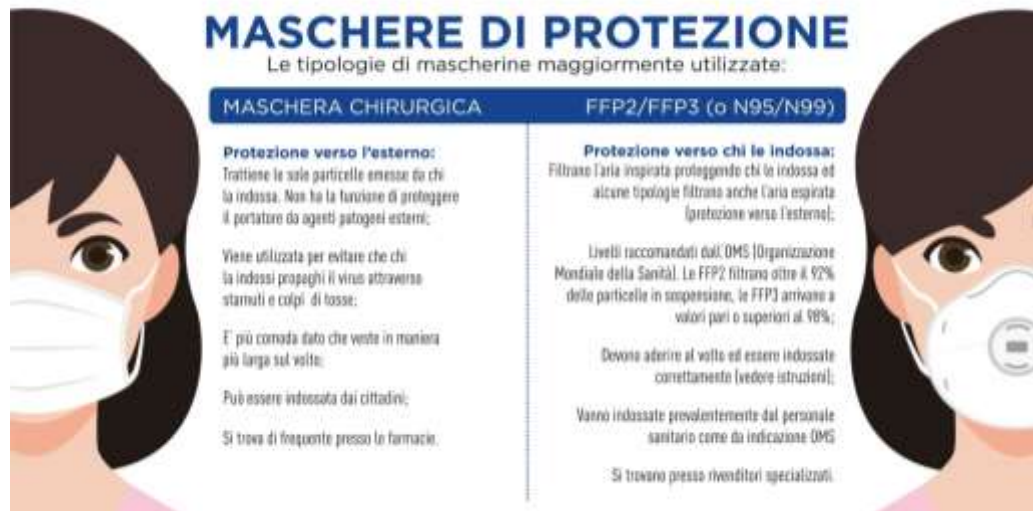 MASCHERE DI PROTEZIONE
Le tipologie di mascherine maggiormente utilizzate:
MASCHERA CHIRURGICA
Protezione verso l'esterno:
Trattiene le sole particelle emesse da chi
la indossa. Non ha la funzione di proteggere
il portatore da agenti patogeni esterni;
Viene utilizzata per evitare che chi
la indossi propaghi il virus attraverso
starnuti e colpi di tosse;
E' più comoda dato che veste in maniera
più larga sul volto;
Può essere indossata dai cittadini;
Si trova di frequente presso le farmacie.
FFP2/FFP3 (o N95/N99)
Protezione verso chi le indossa:
Filtrano l'aria inspirata proteggendo chi le indossa ed
alcune tipologie filtrano anche l'aria espirata
(protezione verso l'esterno);
Livelli raccomandati dall'OMS (Organizzazione
Mondiale della Sanità). Le FFP2 filtrano oltre il 92%
delle particelle in sospensione, le FFP3 arrivano a
valori pari o superiori al 98%;
Devono aderire al volto ed essere indossate
correttamente (vedere istruzioni);
Vanno indossate prevalentemente dal personale
sanitario come da indicazione OMS
Si trovano presso rivenditori specializzati.